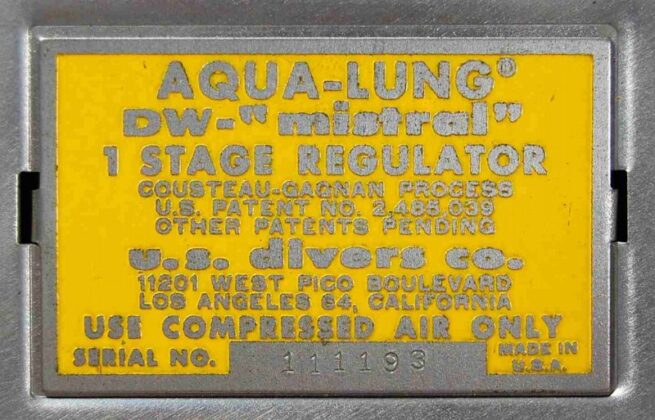 AQUA-LUNG®
DW-"mistral"
1 STAGE REGULATOR
COUSTEAU-GAGNAN PROCESS
U.S. PATENT NO. 2,485,039
OTHER PATENTS PENDING
u.s. divers co.
11201 WEST PICO BOULEVARD
LOS ANGELES 64, CALIFORNIA
USE COMPRESSED AIR ONLY
SERIAL NO. 111193 MADE IN
U.S.A.